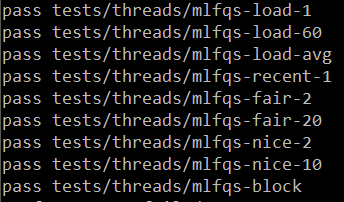 pass tests/threads/mlfqs-load-1
pass tests/threads/mlfqs-load-60
pass tests/threads/mlfqs-load-avg
pass tests/threads/mlfqs-recent-1
pass tests/threads/mlfqs-fair-2
pass tests/threads/mlfqs-fair-20
pass tests/threads/mlfqs-nice-2
pass tests/threads/mlfqs-nice-10
pass tests/threads/mlfqs-block